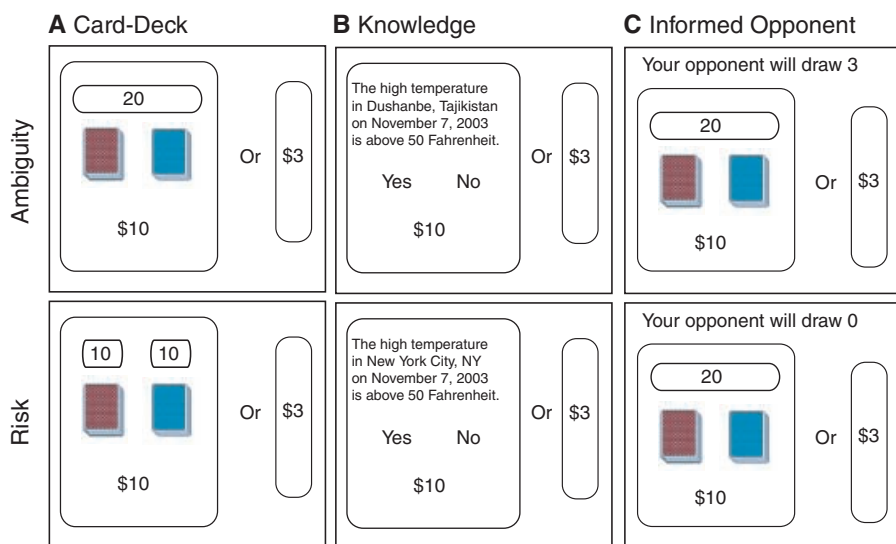 A Card-Deck
B Knowledge
C Informed Opponent
Ambiguity
20
$10
Or
$3
The high temperature
in Dushanbe, Tajikistan
on November 7, 2003
is above 50 Fahrenheit.
Yes No
$10
Or
$3
Your opponent will draw 3
20
$10
Or
$3
Risk
10 10
$10
Or
$3
The high temperature
in New York City, NY
on November 7, 2003
is above 50 Fahrenheit.
Yes No
$10
Or
$3
Your opponent will draw 0
20
$10
Or
$3